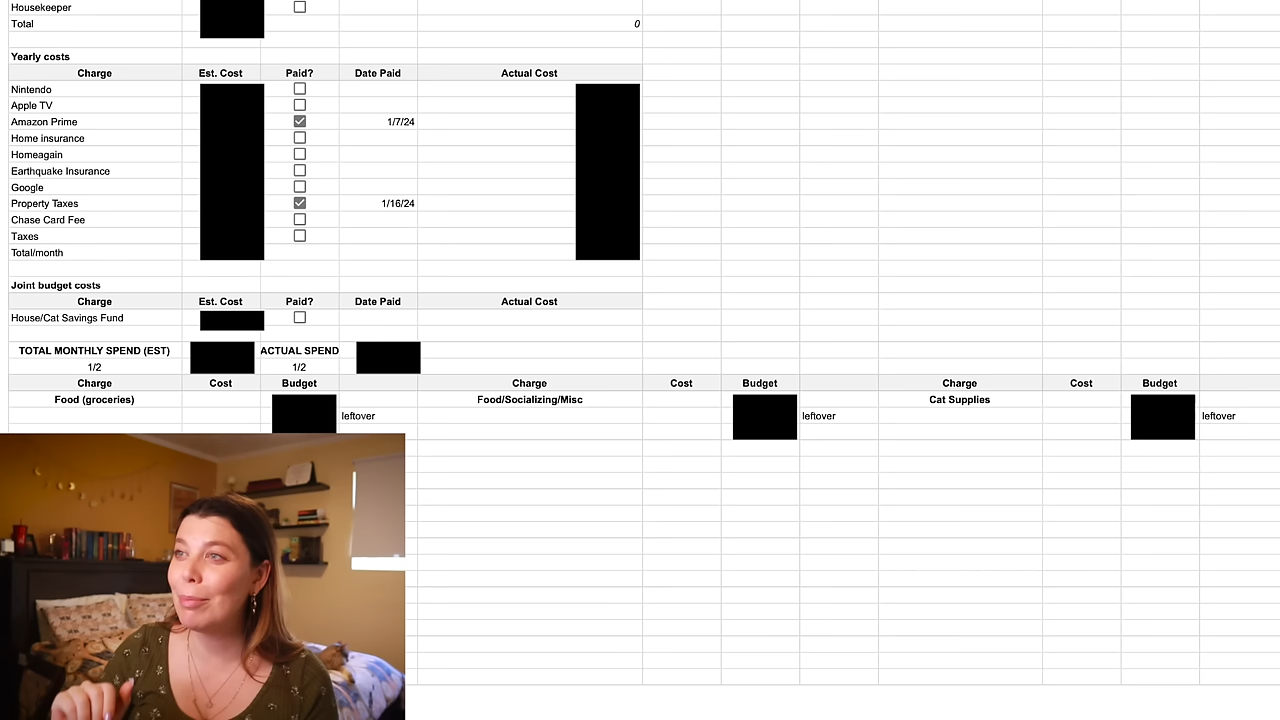 Housekeeper
Total 0
Yearly costs
Charge Est. Cost Paid? Date Paid Actual Cost
Nintendo
Apple TV
Amazon Prime 1/7/24
Home insurance
Homeagain
Earthquake Insurance
Google
Property Taxes 1/16/24
Chase Card Fee
Taxes
Total/month
Joint budget costs
Charge Est. Cost Paid? Date Paid Actual Cost
House/Cat Savings Fund
TOTAL MONTHLY SPEND (EST) ACTUAL SPEND
1/2 1/2
Charge Cost Budget Charge Cost Budget Charge Cost Budget
Food (groceries) Food/Socializing/Misc Cat Supplies
leftover leftover leftover